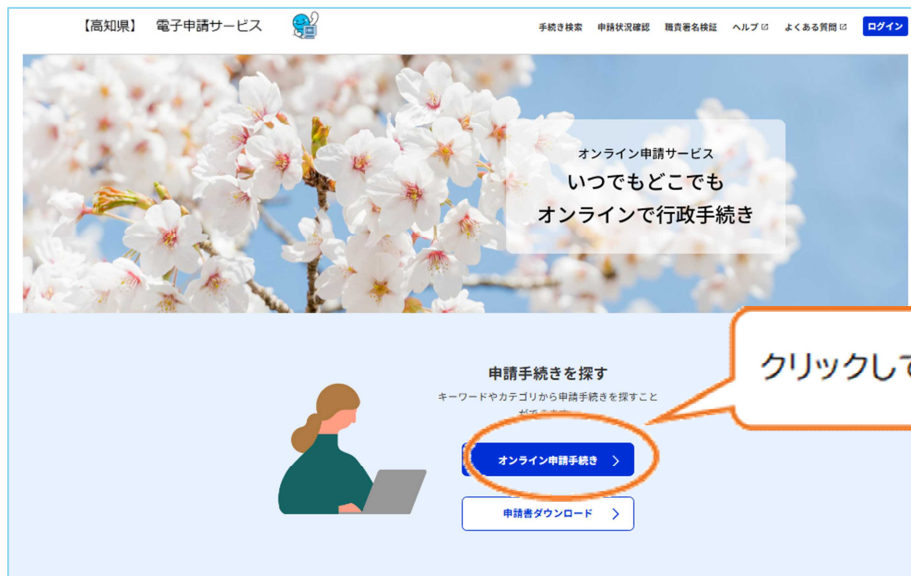 【高知県】 電子申請サービス
手続き検索 申請状況確認 職責署名検証 ヘルプ よくある質問 ログイン
オンライン申請サービス
いつでもどこでも
オンラインで行政手続き
申請手続きを探す
キーワードやカテゴリから申請手続きを探すこと
クリックして
オンライン申請手続き
申請書ダウンロード